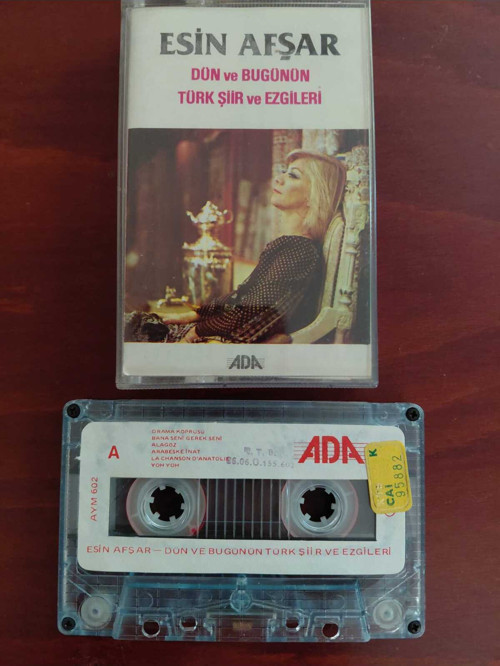 ESİN AFŞAR
DÜN ve BUGÜNÜN
TÜRK ŞİİR ve EZGİLERİ
ADA
DRAMA KÖPRÜSÜ
BANA SENİ GEREK SENİ
ALAGÖZ
ARABESKE İNAT
LA CHANSON D'ANATOLIE
YOH YOH
A
ADA
K
CAİ
95882
AYM 602
ESİN AFŞAR — DÜN VE BUGÜNÜN TÜRK ŞİİR VE EZGİLERİ